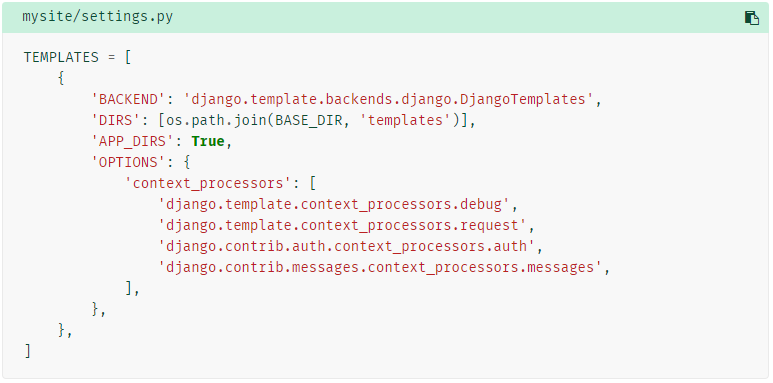 mysite/settings.py
TEMPLATES = [
    {
        'BACKEND': 'django.template.backends.django.DjangoTemplates',
        'DIRS': [os.path.join(BASE_DIR, 'templates')],
        'APP_DIRS': True,
        'OPTIONS': {
            'context_processors': [
                'django.template.context_processors.debug',
                'django.template.context_processors.request',
                'django.contrib.auth.context_processors.auth',
                'django.contrib.messages.context_processors.messages',
            ],
        },
    },
]